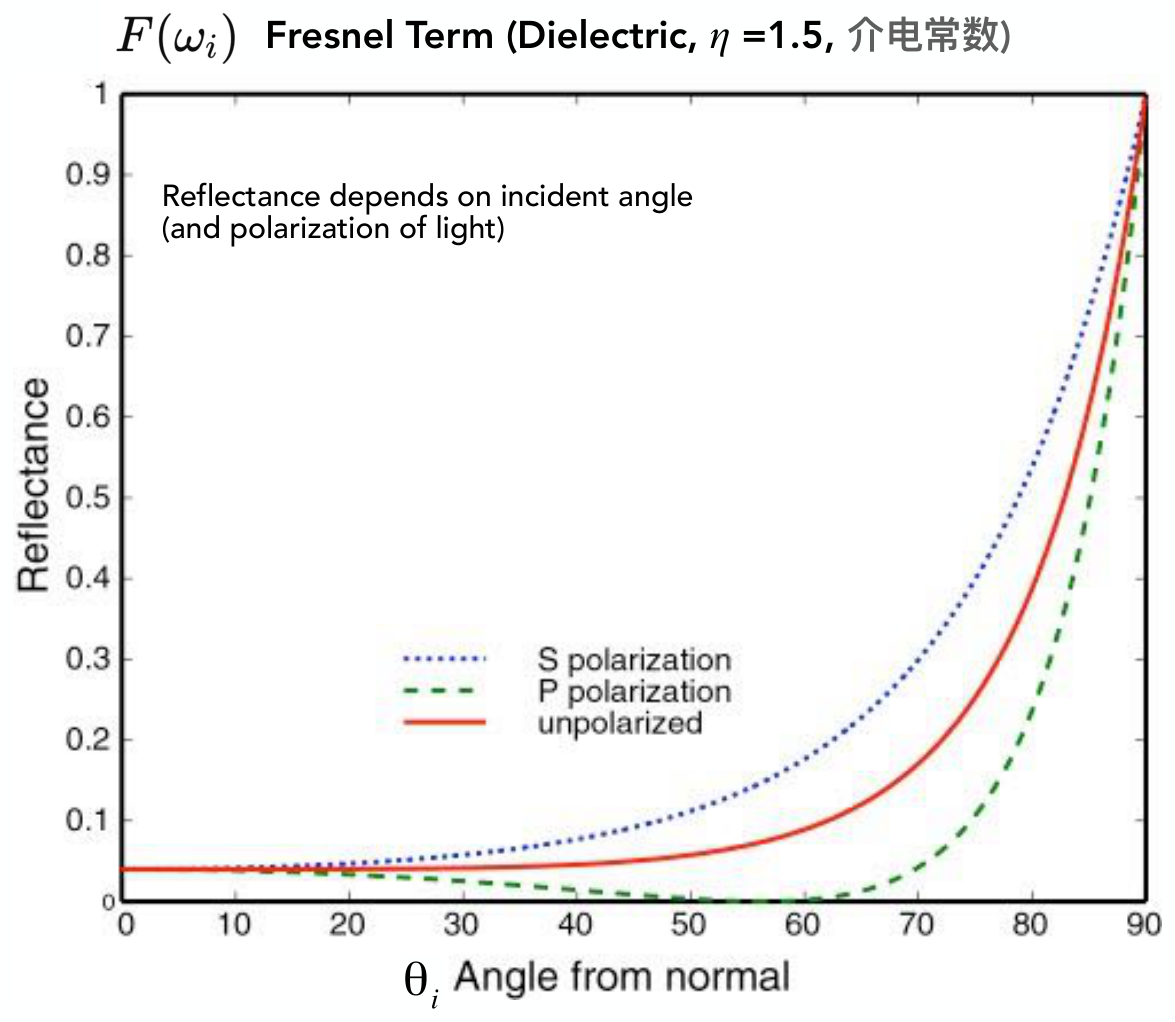 F(ωᵢ) Fresnel Term (Dielectric, η =1.5, 介电常数)
1
0.9
Reflectance depends on incident angle
(and polarization of light)
0.8
0.7
0.6
0.5
0.4
0.3
0.2
0.1
0
Reflectance
S polarization
P polarization
unpolarized
0 10 20 30 40 50 60 70 80 90
θᵢ Angle from normal